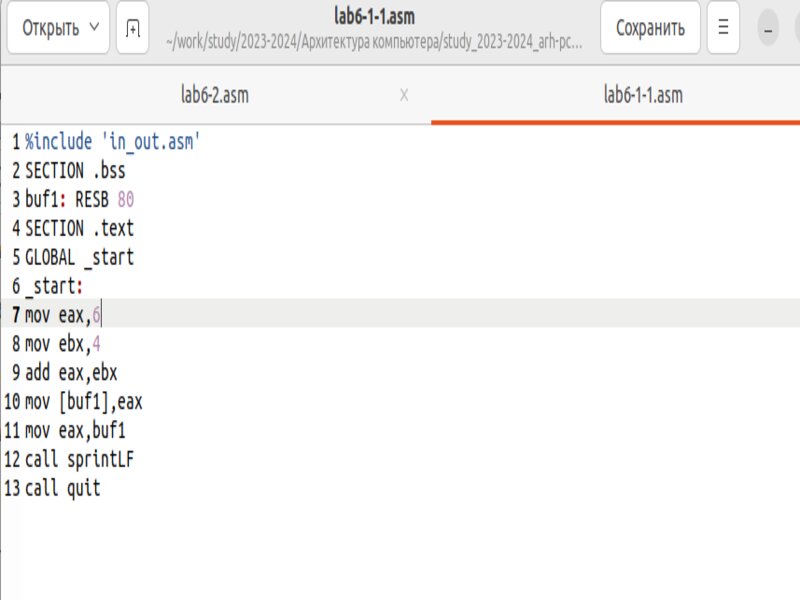 Открыть
lab6-1-1.asm
~/work/study/2023-2024/Архитектура компьютера/study_2023-2024_arh-pc...
Сохранить
lab6-2.asm
lab6-1-1.asm
1 %include 'in_out.asm'
2 SECTION .bss
3 buf1: RESB 80
4 SECTION .text
5 GLOBAL _start
6 _start:
7 mov eax,6
8 mov ebx,4
9 add eax,ebx
10 mov [buf1],eax
11 mov eax,buf1
12 call sprintLF
13 call quit